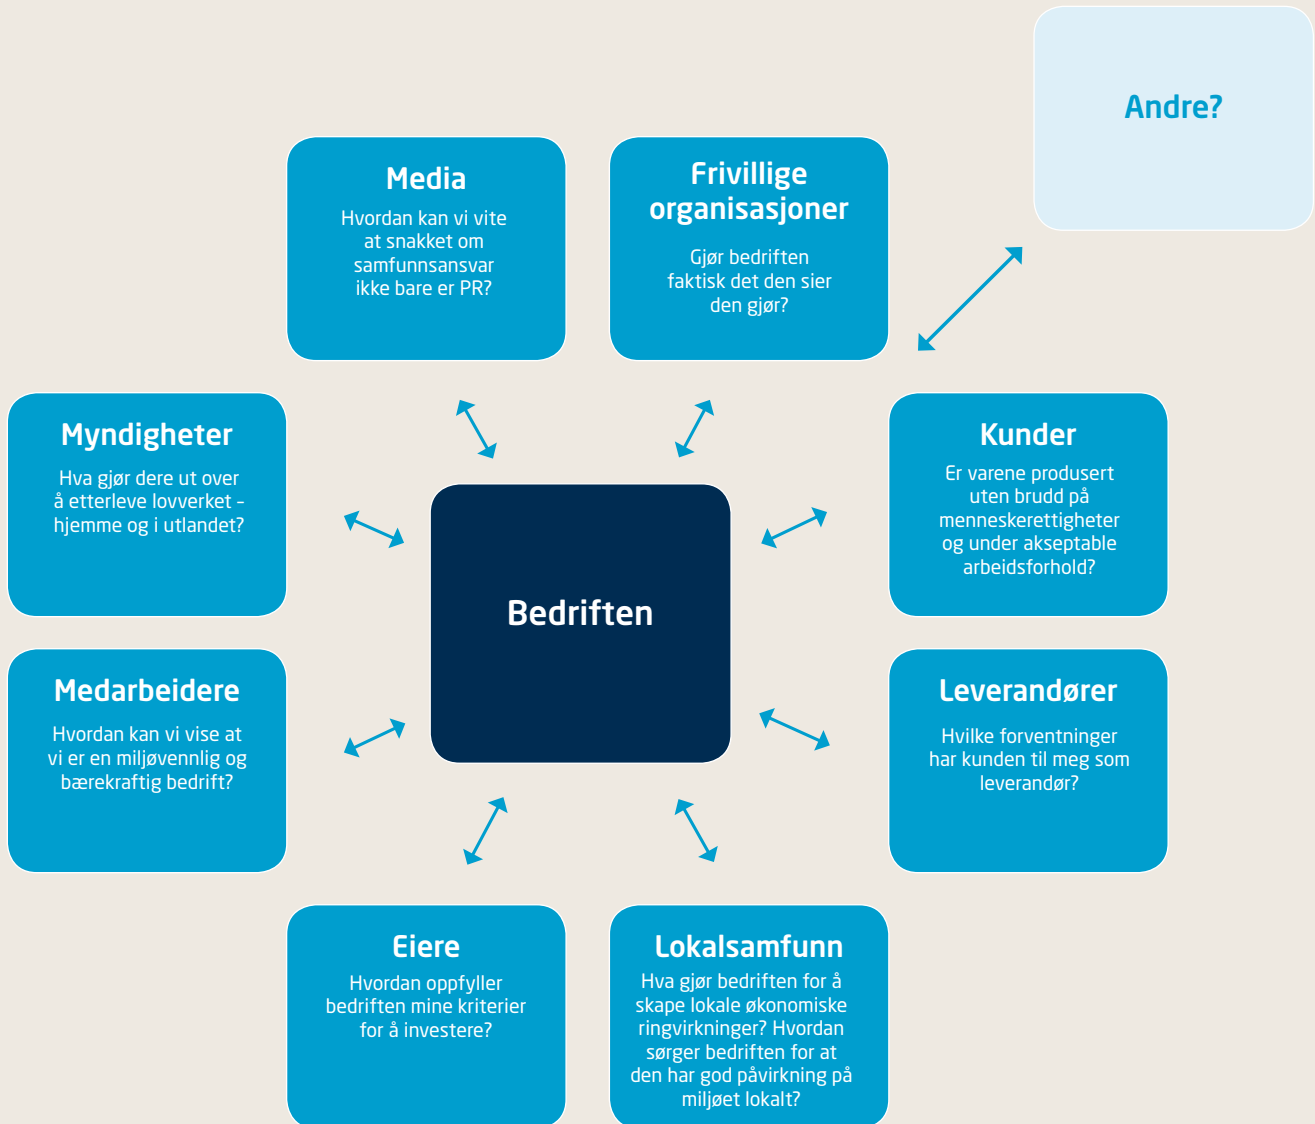 Andre?
Media
Hvordan kan vi vite
at snakket om
samfunnsansvar
ikke bare er PR?
Frivillige
organisasjoner
Gjør bedriften
faktisk det den sier
den gjør?
Myndigheter
Hva gjør dere ut over
å etterleve lovverket –
hjemme og i utlandet?
Kunder
Er varene produsert
uten brudd på
menneskerettigheter
og under akseptable
arbeidsforhold?
Bedriften
Medarbeidere
Hvordan kan vi vise at
vi er en miljøvennlig og
bærekraftig bedrift?
Leverandører
Hvilke forventninger
har kunden til meg som
leverandør?
Eiere
Hvordan oppfyller
bedriften mine kriterier
for å investere?
Lokalsamfunn
Hva gjør bedriften for å
skape lokale økonomiske
ringvirkninger? Hvordan
sørger bedriften for at
den har god påvirkning på
miljøet lokalt?